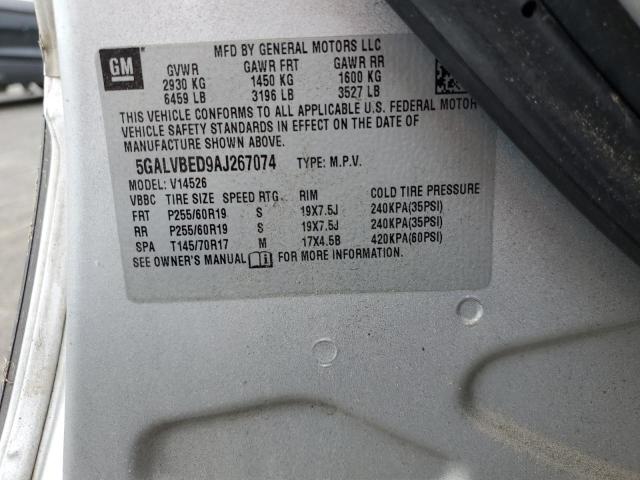 GM
MFD BY GENERAL MOTORS LLC
GVWR GAWR FRT GAWR RR
2930 KG 1450 KG 1600 KG
6459 LB 3196 LB 3527 LB
THIS VEHICLE CONFORMS TO ALL APPLICABLE U.S. FEDERAL MOTOR
VEHICLE SAFETY STANDARDS IN EFFECT ON THE DATE OF
MANUFACTURE SHOWN ABOVE.
5GALVBED9AJ267074 TYPE: M.P.V.
MODEL: V14526
VBBC TIRE SIZE SPEED RTG. RIM COLD TIRE PRESSURE
FRT P255/60R19 S 19X7.5J 240KPA(35PSI)
RR P255/60R19 S 19X7.5J 240KPA(35PSI)
SPA T145/70R17 M 17X4.5B 420KPA(60PSI)
SEE OWNER'S MANUAL FOR MORE INFORMATION.